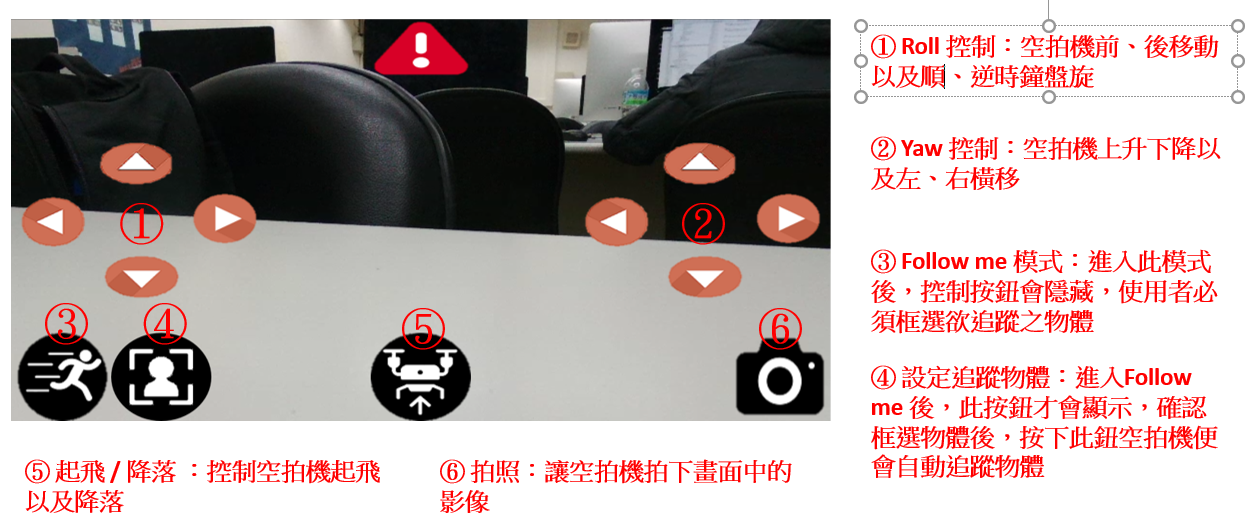 ① Roll 控制：空拍機前、後移動
以及順、逆時鐘盤旋
② Yaw 控制：空拍機上升下降以
及左、右橫移
① ②
③ Follow me 模式：進入此模式
後，控制按鈕會隱藏，使用者必
須框選欲追蹤之物體
③ ④ ⑤ ⑥
④ 設定追蹤物體：進入Follow
me 後，此按鈕才會顯示，確認
框選物體後，按下此鈕空拍機便
會自動追蹤物體
⑤ 起飛 / 降落 ：控制空拍機起飛
以及降落
⑥ 拍照：讓空拍機拍下畫面中的
影像